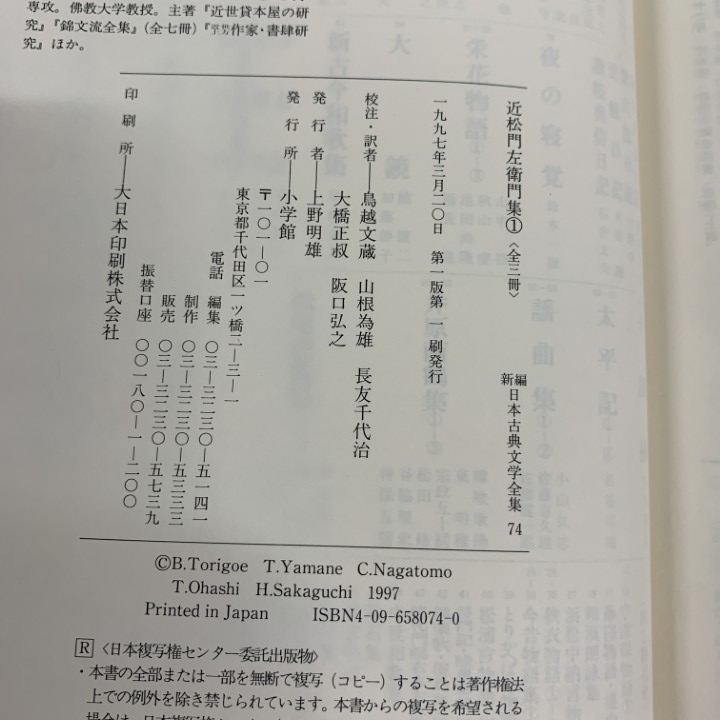 専攻。佛教大学教授。主著『近世貸本屋の研
究』『錦文流全集』(全七冊)『作家・書肆研
究』ほか。
近松門左衛門集①〈全三冊〉
新編日本古典文学全集 74
一九九七年三月二〇日 第一版第一刷発行
校注・訳者―鳥越文蔵 山根為雄 長友千代治
大橋正叔 阪口弘之
発行者―上野明雄
発行所―小学館
〒一〇一―〇一
東京都千代田区一ツ橋二―三―一
電話 編集 〇三―三二三〇―五一四一
制作 〇三―三二三〇―五三三三
販売 〇三―三二三〇―五七三九
振替口座 〇〇一八〇―一―二〇〇
印刷所―大日本印刷株式会社
©B.Torigoe T.Yamane C.Nagatomo
T.Ohashi H.Sakaguchi 1997
Printed in Japan ISBN4-09-658074-0
R〈日本複写権センター委託出版物〉
・本書の全部または一部を無断で複写(コピー)することは著作権法
上での例外を除き禁じられています。本書からの複写を希望される